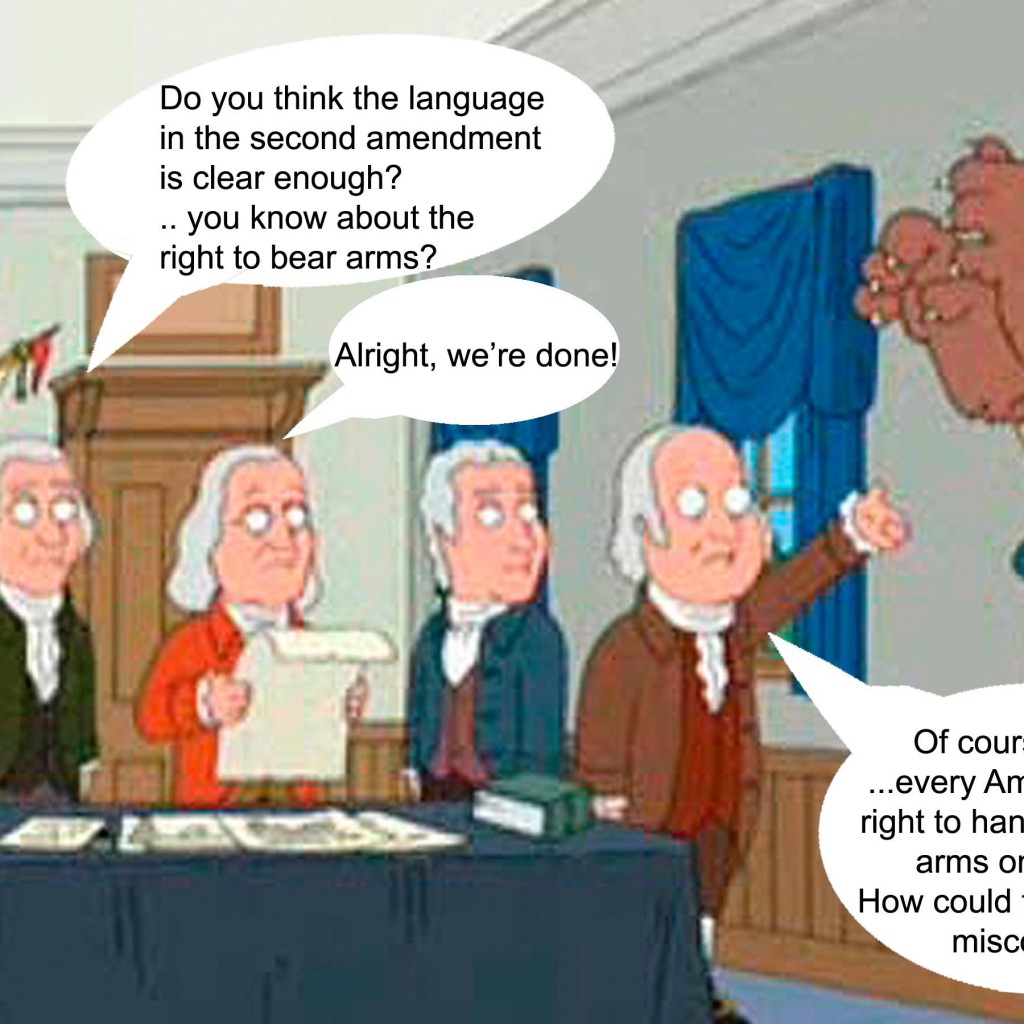 Do you think the language
in the second amendment
is clear enough?
.. you know about the
right to bear arms?
Alright, we're done!
Of
...every
right to
arms
How could